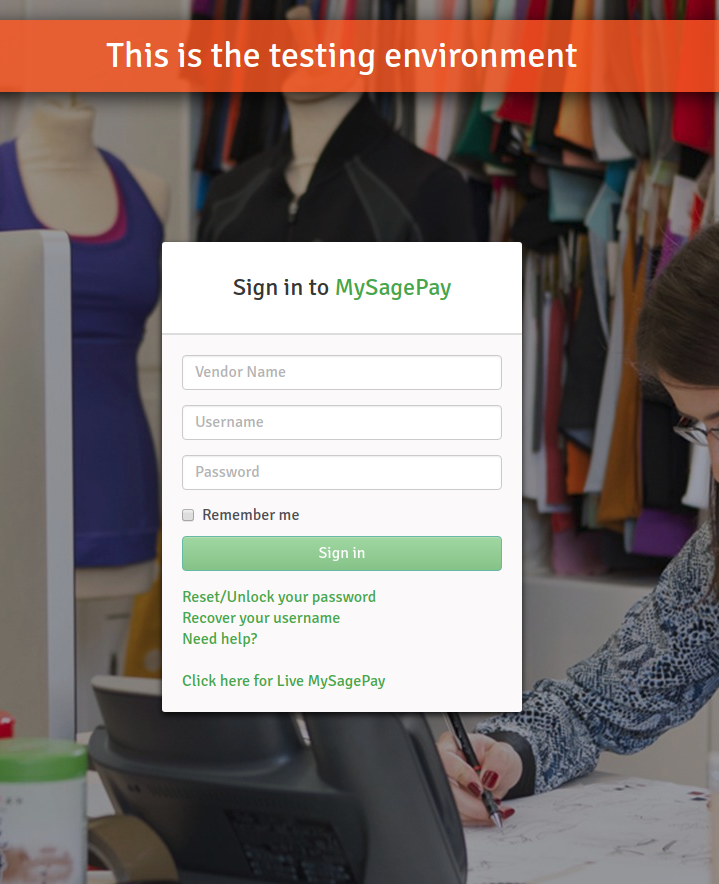 This is the testing environment
Sign in to MySagePay
Vendor Name
Username
Password
Remember me
Sign in
Reset/Unlock your password
Recover your username
Need help?
Click here for Live MySagePay